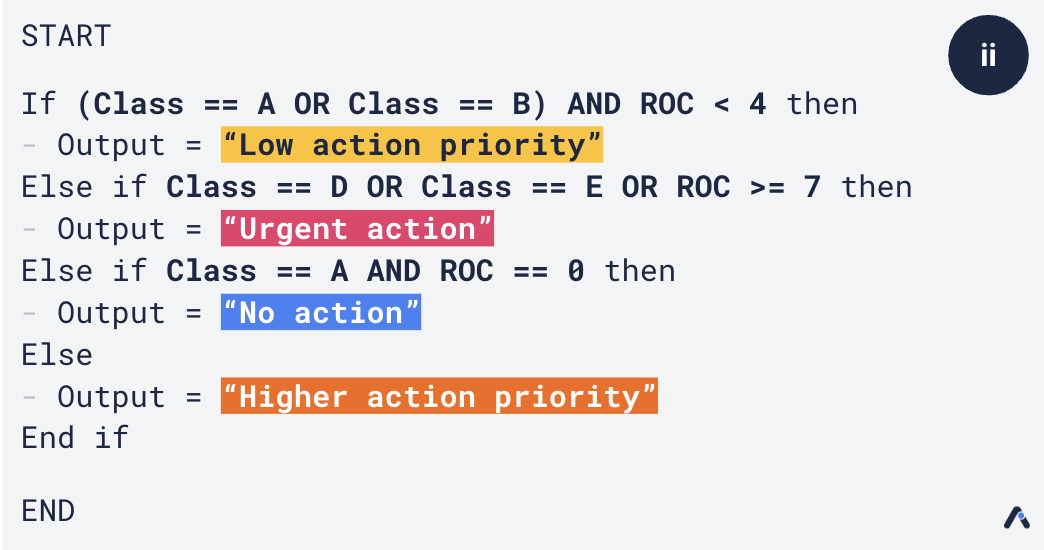 START
ii
If (Class == A OR Class == B) AND ROC < 4 then
- Output = “Low action priority”
Else if Class == D OR Class == E OR ROC >= 7 then
- Output = “Urgent action”
Else if Class == A AND ROC == 0 then
- Output = “No action”
Else
- Output = “Higher action priority”
End if
END